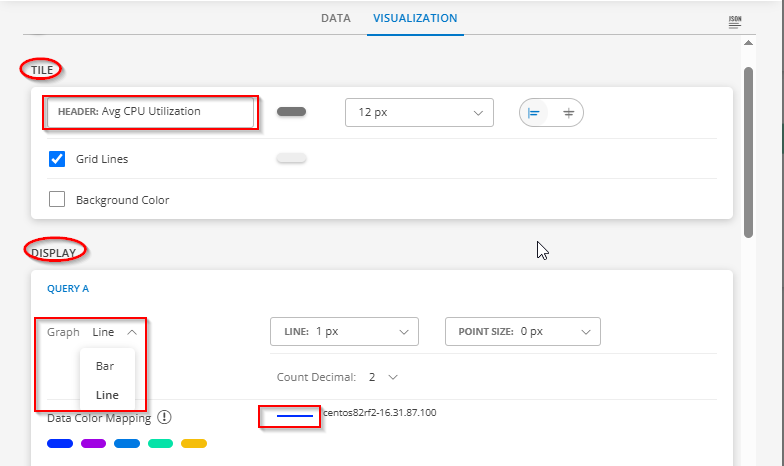 DATA VISUALIZATION JSON
TILE
HEADER: Avg CPU Utilization 12 px
Grid Lines
Background Color
DISPLAY
QUERY A
Graph Line LINE: 1 px POINT SIZE: 0 px
Bar
Count Decimal: 2
Line
centos82rf2-16.31.87.100
Data Color Mapping